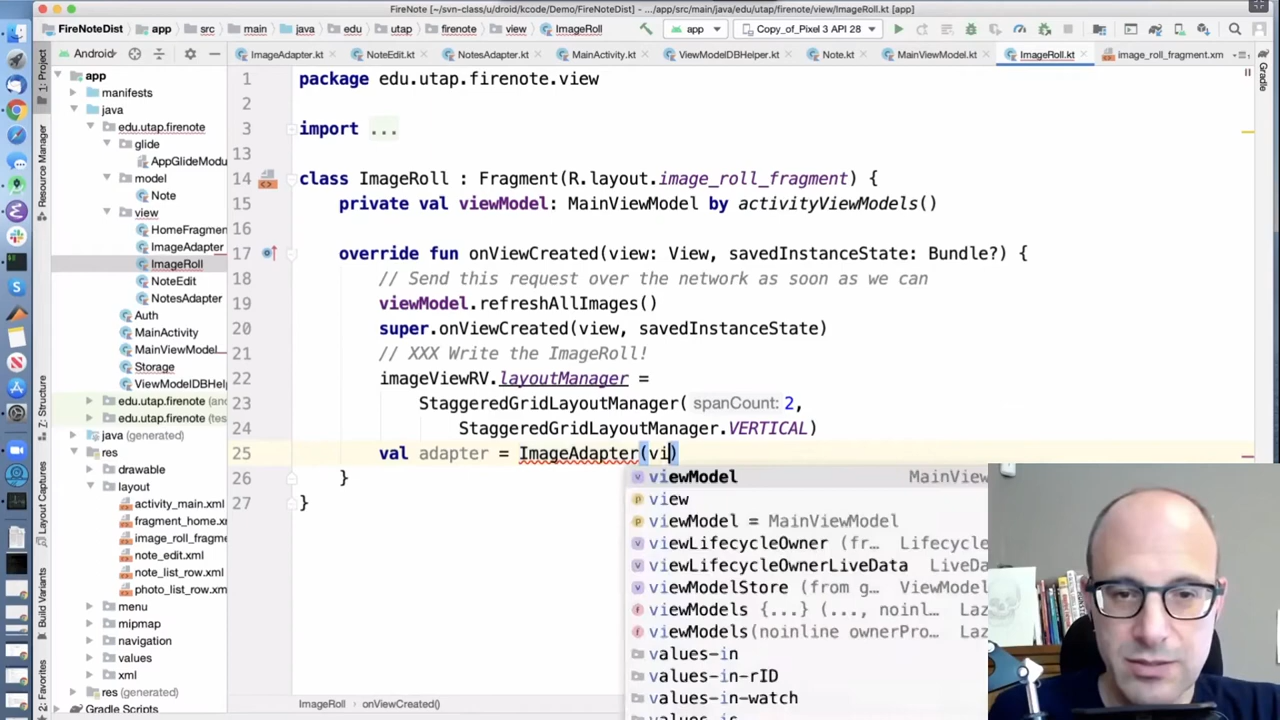 FireNote [~/svn-class/u/droid/kcode/Demo/FireNoteDist] - .../app/src/main/java/edu/utap/firenote/view/ImageRoll.kt [app]
FireNoteDist app src main java edu utap firenote view ImageRoll app Copy_of_Pixel 3 API 28
Android ImageAdapter.kt NoteEdit.kt NotesAdapter.kt MainActivity.kt ViewModelDBHelper.kt Note.kt MainViewModel.kt ImageRoll.kt image_roll_fragment.xm
1: Project
Resource Manager
7: Structure
Layout Captures
Build Variants
2: Favorites
Gradle
app
manifests
java
edu.utap.firenote
glide
AppGlideModu
model
Note
view
HomeFragmen
ImageAdapter
ImageRoll
NoteEdit
NotesAdapter
Auth
MainActivity
MainViewModel
Storage
ViewModelDBHelp
edu.utap.firenote (and
edu.utap.firenote (tes
java (generated)
res
drawable
layout
activity_main.xml
fragment_home.x
image_roll_fragme
note_edit.xml
note_list_row.xml
photo_list_row.xml
menu
mipmap
navigation
values
xml
res (generated)
Gradle Scripts
1 package edu.utap.firenote.view
2
3 import ...
13
14 class ImageRoll : Fragment(R.layout.image_roll_fragment) {
15 private val viewModel: MainViewModel by activityViewModels()
16
17 override fun onViewCreated(view: View, savedInstanceState: Bundle?) {
18 // Send this request over the network as soon as we can
19 viewModel.refreshAllImages()
20 super.onViewCreated(view, savedInstanceState)
21 // XXX Write the ImageRoll!
22 imageViewRV.layoutManager =
23 StaggeredGridLayoutManager( spanCount: 2,
24 StaggeredGridLayoutManager.VERTICAL)
25 val adapter = ImageAdapter(vi)
26 }
27 }
viewModel MainView
view
viewModel = MainViewModel
viewLifecycleOwner (fr… Lifecycle
viewLifecycleOwnerLiveData LiveDa
viewModelStore (from g… ViewModel
viewModels {...} (..., noinl… Laz
viewModels(noinline ownerPro… Laz
values-in
values-in-rID
values-in-watch
ImageRoll onViewCreated()